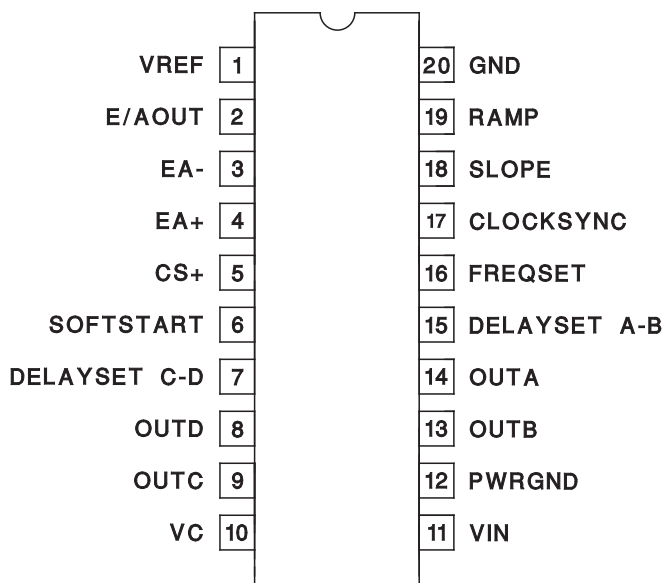 VREF 1 20 GND
E/AOUT 2 19 RAMP
EA- 3 18 SLOPE
EA+ 4 17 CLOCKSYNC
CS+ 5 16 FREQSET
SOFTSTART 6 15 DELAYSET A-B
DELAYSET C-D 7 14 OUTA
OUTD 8 13 OUTB
OUTC 9 12 PWRGND
VC 10 11 VIN